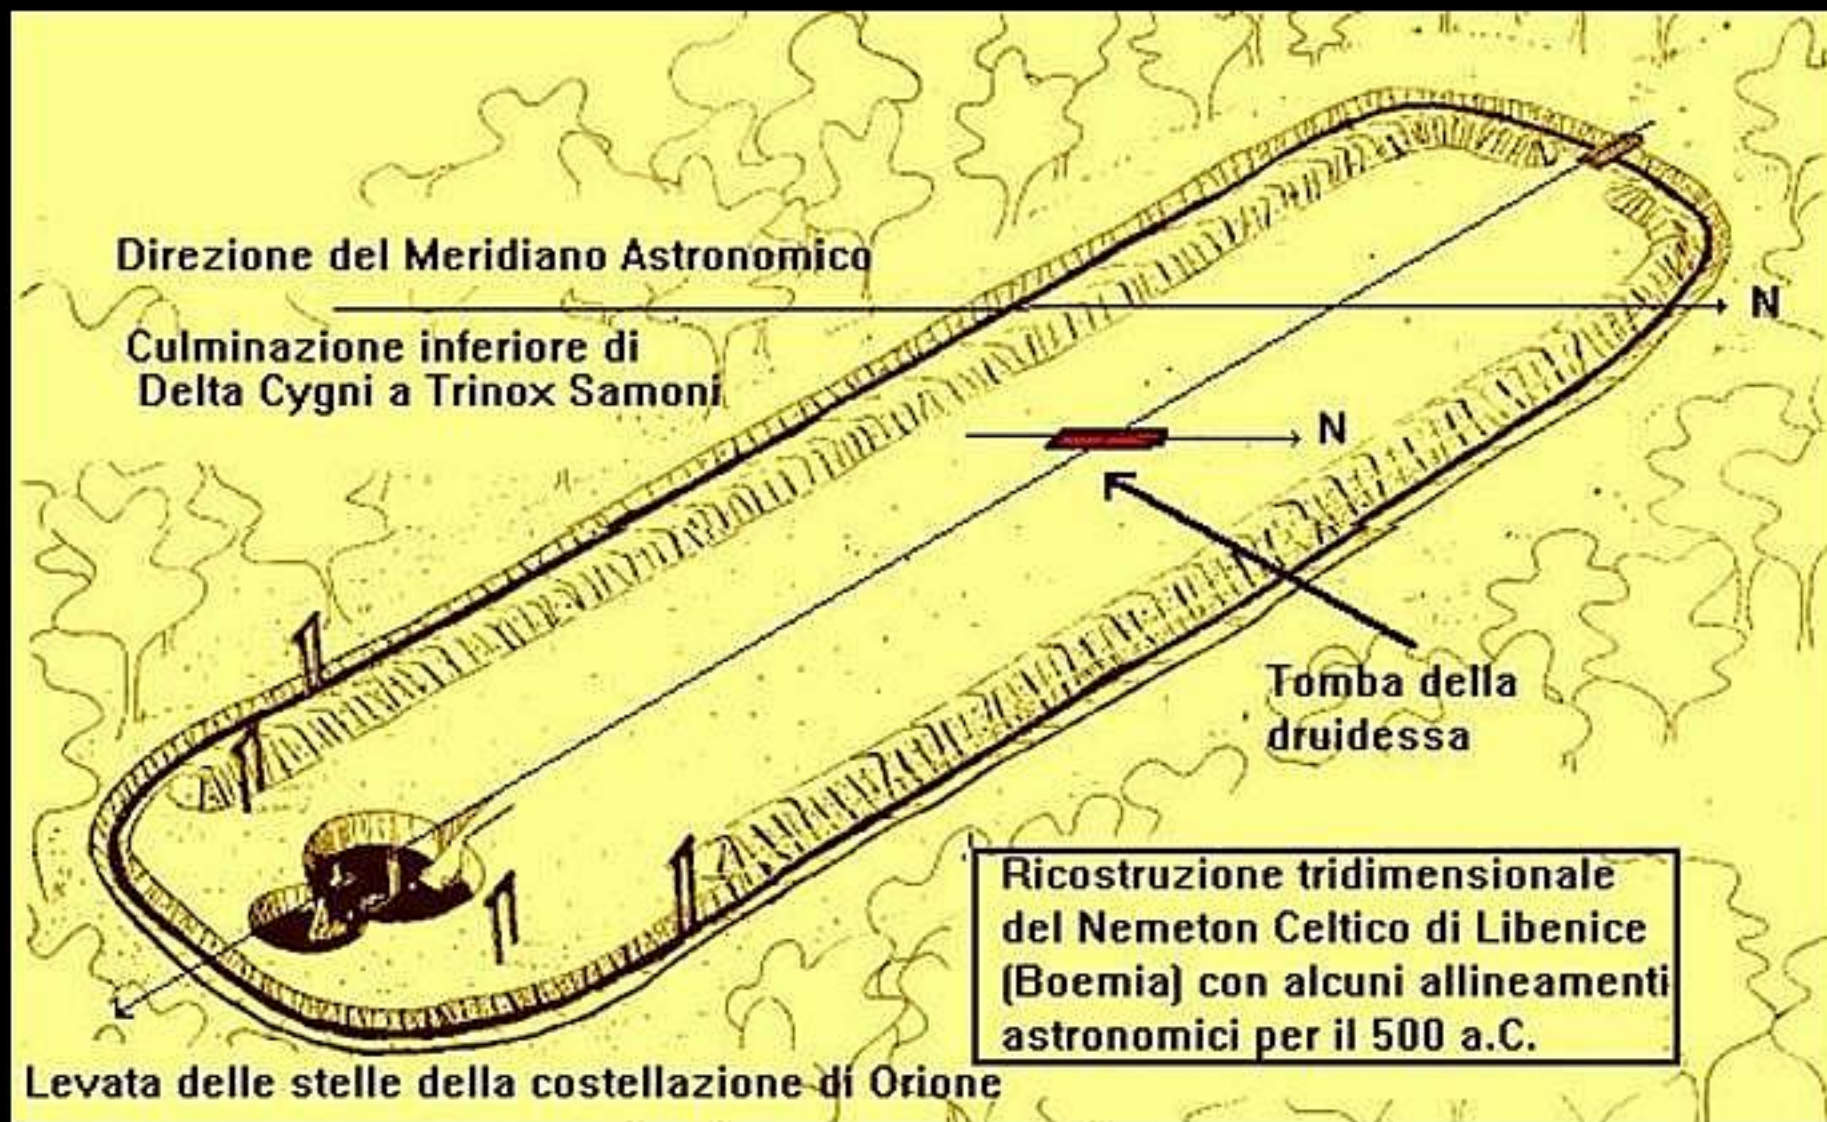 Direzione del Meridiano Astronomico
N
Culminazione inferiore di
Delta Cygni a Trinox Samoni
N
Tomba della
druidessa
Ricostruzione tridimensionale
del Nemeton Celtico di Libenice
(Boemia) con alcuni allineamenti
astronomici per il 500 a.C.
Levata delle stelle della costellazione di Orione